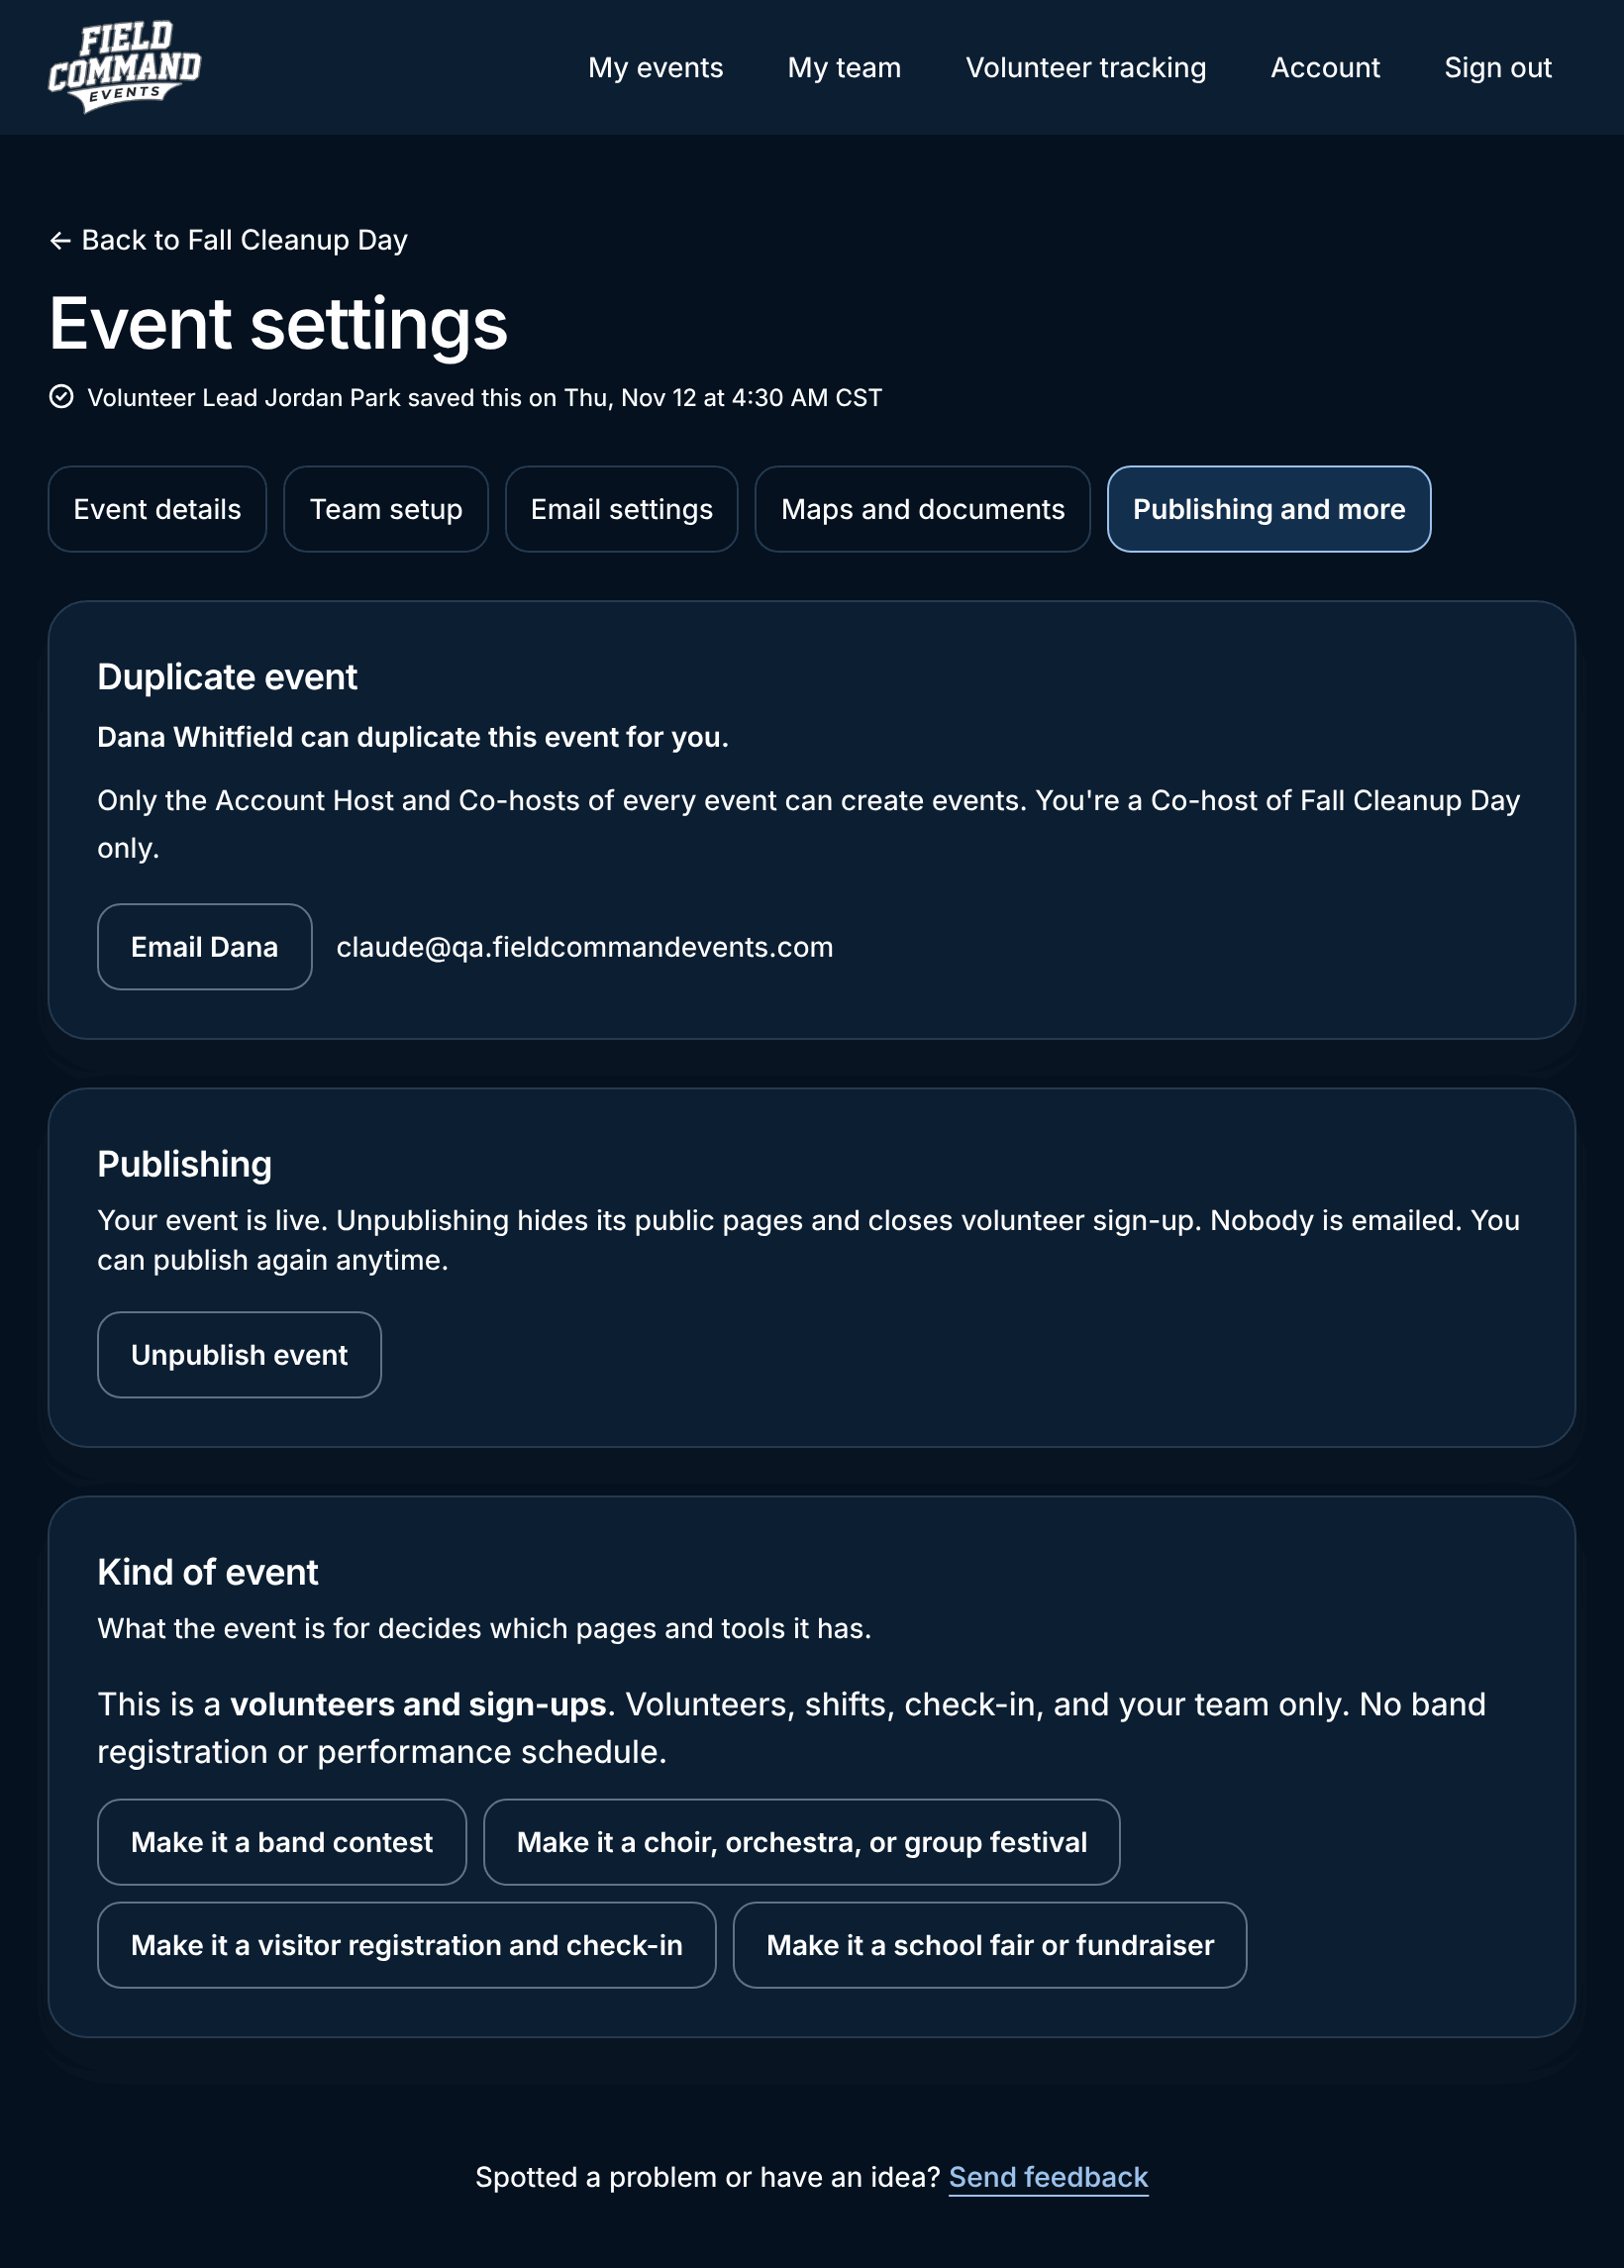 FIELD
COMMAND
EVENTS
My events
My team
Volunteer tracking
Account
Sign out
← Back to Fall Cleanup Day
Event settings
Volunteer Lead Jordan Park saved this on Thu, Nov 12 at 4:30 AM CST
Event details
Team setup
Email settings
Maps and documents
Publishing and more
Duplicate event
Dana Whitfield can duplicate this event for you.
Only the Account Host and Co-hosts of every event can create events. You're a Co-host of Fall Cleanup Day
only.
Email Dana
claude@qa.fieldcommandevents.com
Publishing
Your event is live. Unpublishing hides its public pages and closes volunteer sign-up. Nobody is emailed. You
can publish again anytime.
Unpublish event
Kind of event
What the event is for decides which pages and tools it has.
This is a volunteers and sign-ups. Volunteers, shifts, check-in, and your team only. No band
registration or performance schedule.
Make it a band contest
Make it a choir, orchestra, or group festival
Make it a visitor registration and check-in
Make it a school fair or fundraiser
Spotted a problem or have an idea? Send feedback